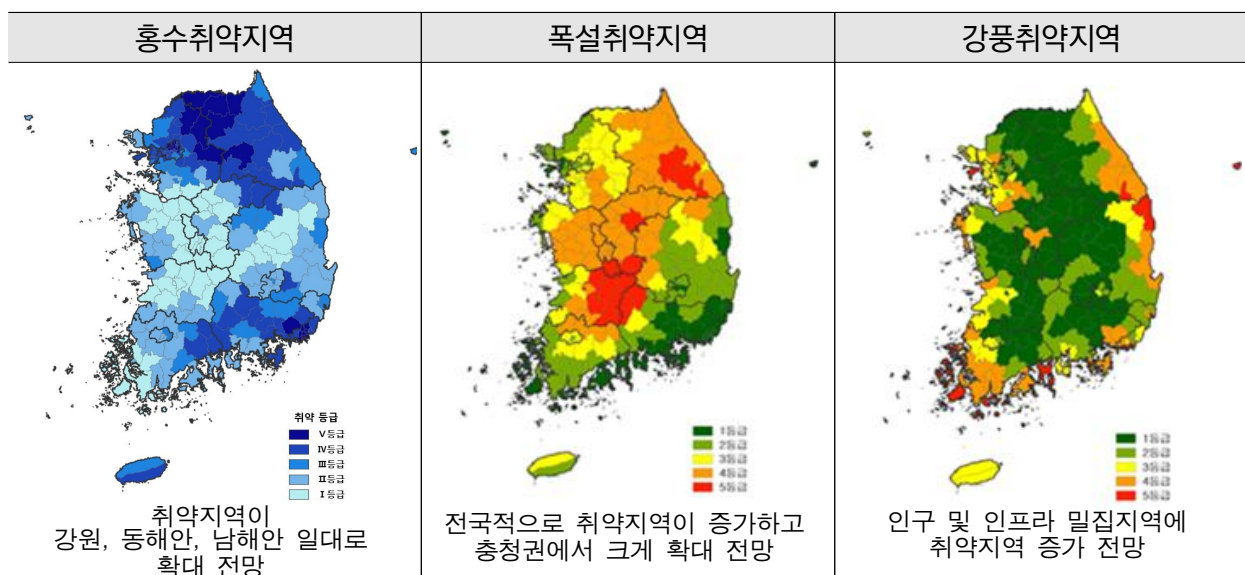 홍수취약지역
폭설취약지역
강풍취약지역
취약 등급
Ⅴ등급
Ⅳ등급
Ⅲ등급
Ⅱ등급
Ⅰ등급
1등급
2등급
3등급
4등급
5등급
1등급
2등급
3등급
4등급
5등급
취약지역이
강원, 동해안, 남해안 일대로
확대 전망
전국적으로 취약지역이 증가하고
충청권에서 크게 확대 전망
인구 및 인프라 밀집지역에
취약지역 증가 전망